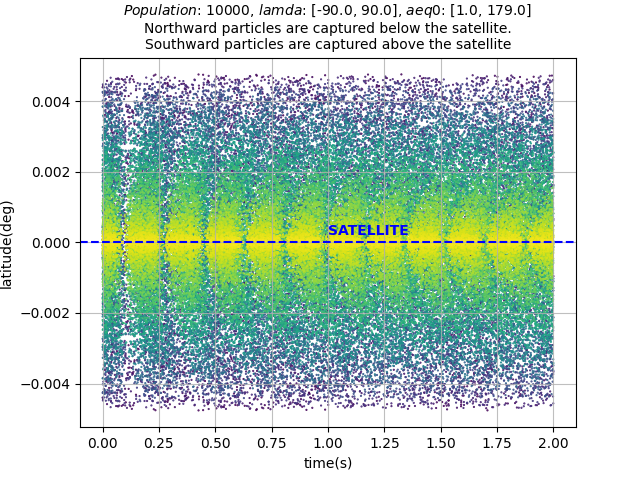 Population: 10000, lamda: [-90.0, 90.0], aeq0: [1.0, 179.0]
Northward particles are captured below the satellite.
Southward particles are captured above the satellite
latitude(deg)
0.004
0.002
0.000
−0.002
−0.004
SATELLITE
0.00 0.25 0.50 0.75 1.00 1.25 1.50 1.75 2.00
time(s)